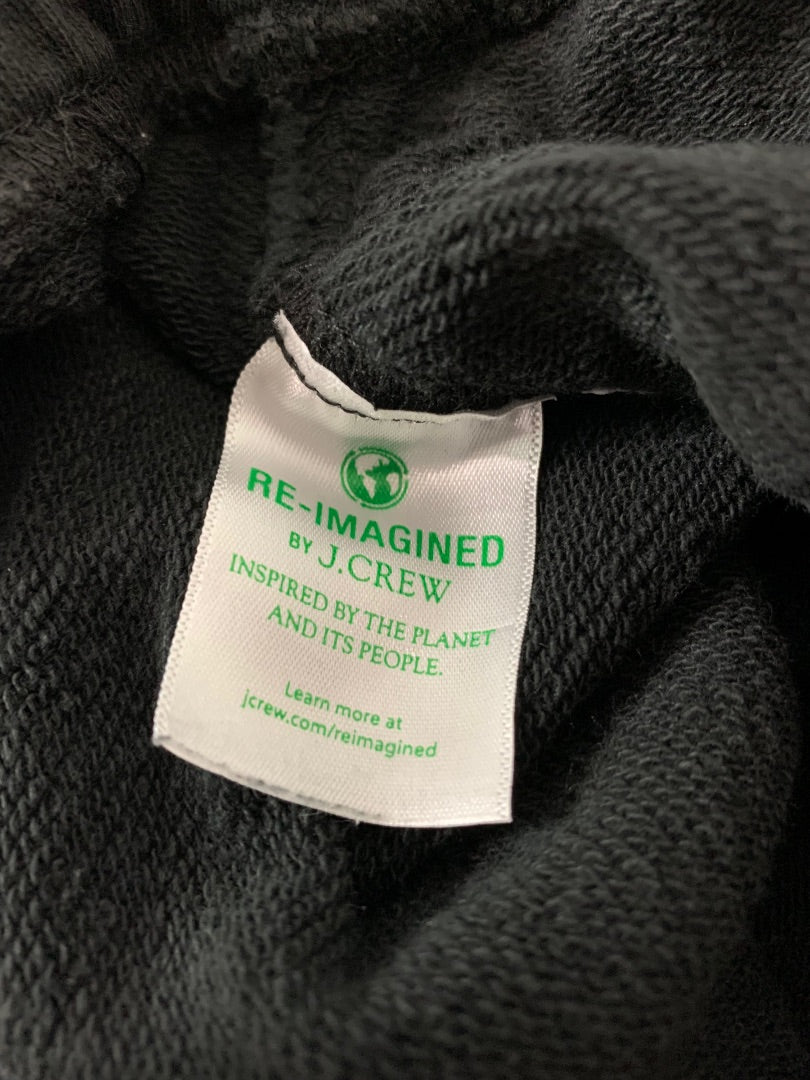 RE-IMAGINED
BY J.CREW
INSPIRED BY THE PLANET
AND ITS PEOPLE.
Learn more at
jcrew.com/reimagined